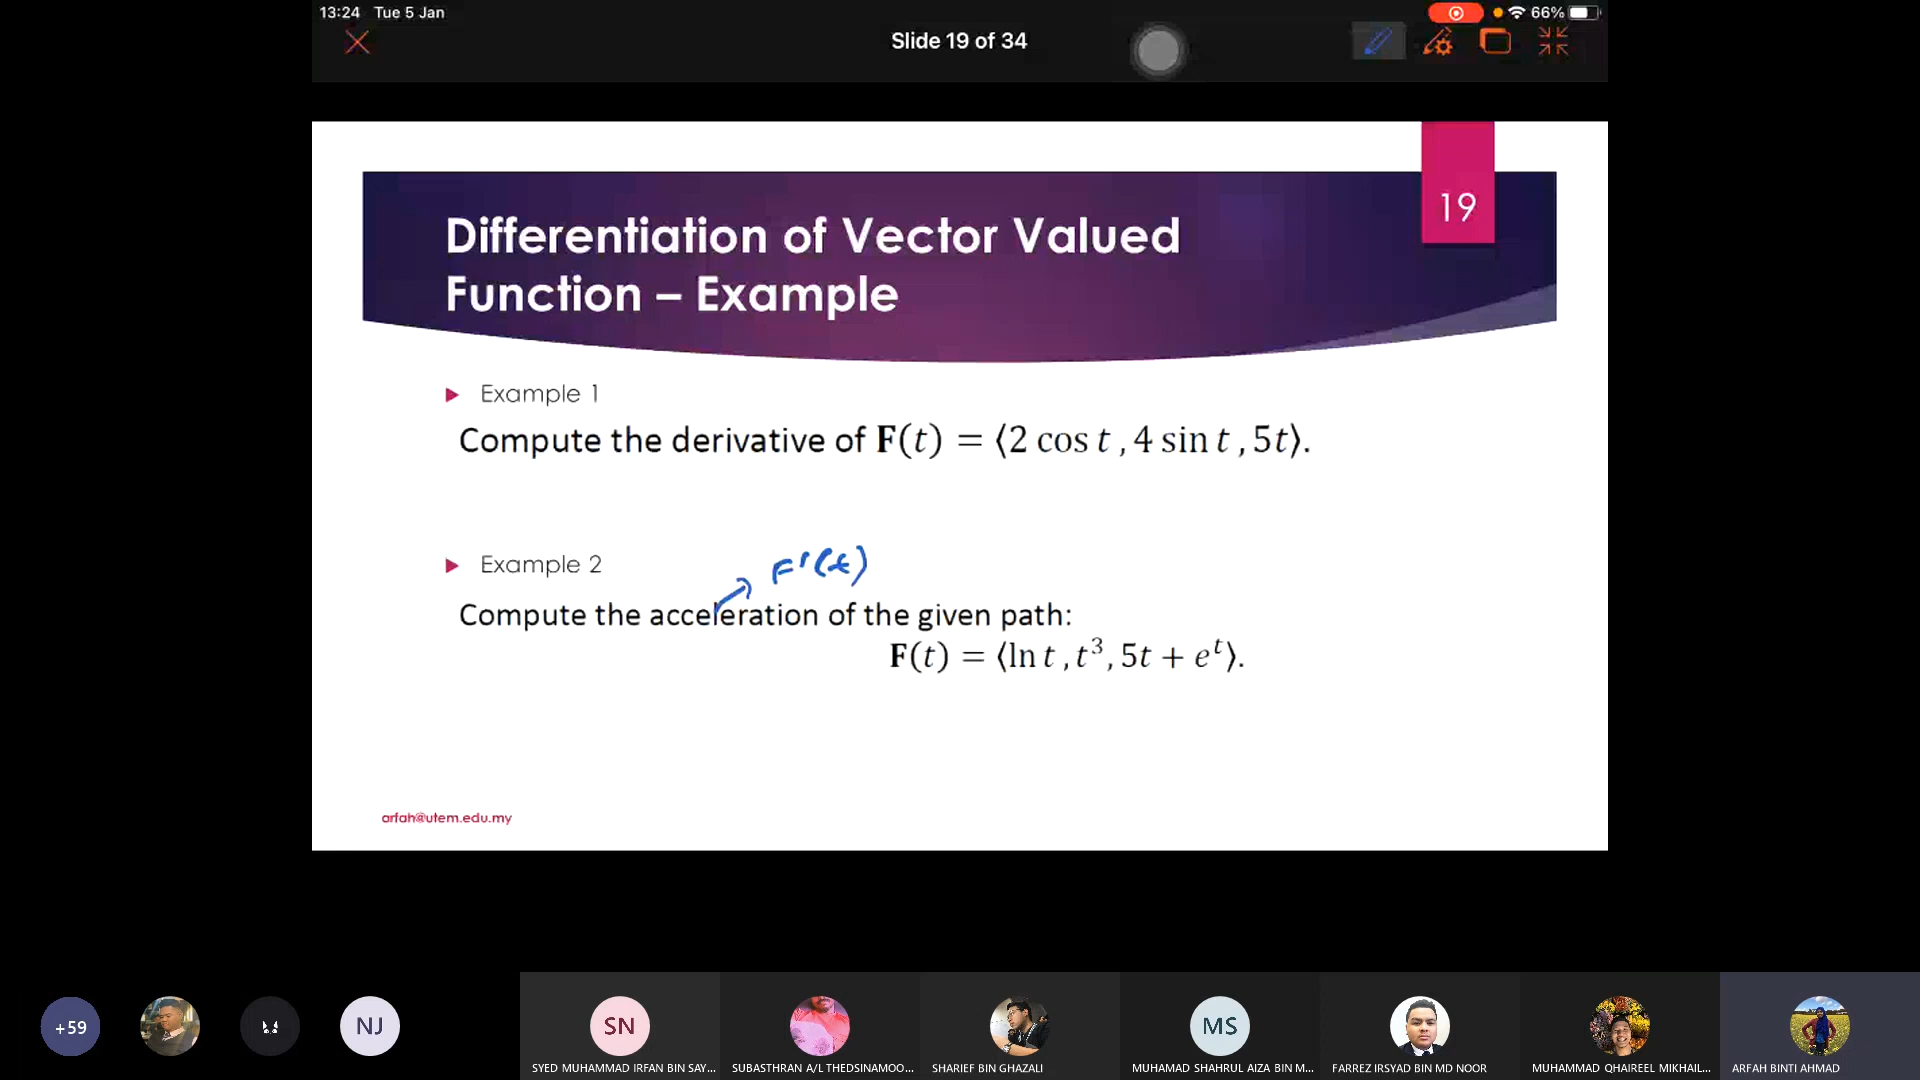 13:24 Tue 5 Jan
66%
Slide 19 of 34
19
Differentiation of Vector Valued
Function – Example
Example 1
Compute the derivative of F(t) = ⟨2 cos t , 4 sin t , 5t⟩.
Example 2
F'(t)
Compute the acceleration of the given path:
F(t) = ⟨ln t , t³, 5t + eᵗ⟩.
arfah@utem.edu.my
+59
NJ
SN
MS
SYED MUHAMMAD IRFAN BIN SAY...
SUBASTHRAN A/L THEDSINAMOO...
SHARIEF BIN GHAZALI
MUHAMAD SHAHRUL AIZA BIN M...
FARREZ IRSYAD BIN MD NOOR
MUHAMMAD QHAIREEL MIKHAIL...
ARFAH BINTI AHMAD